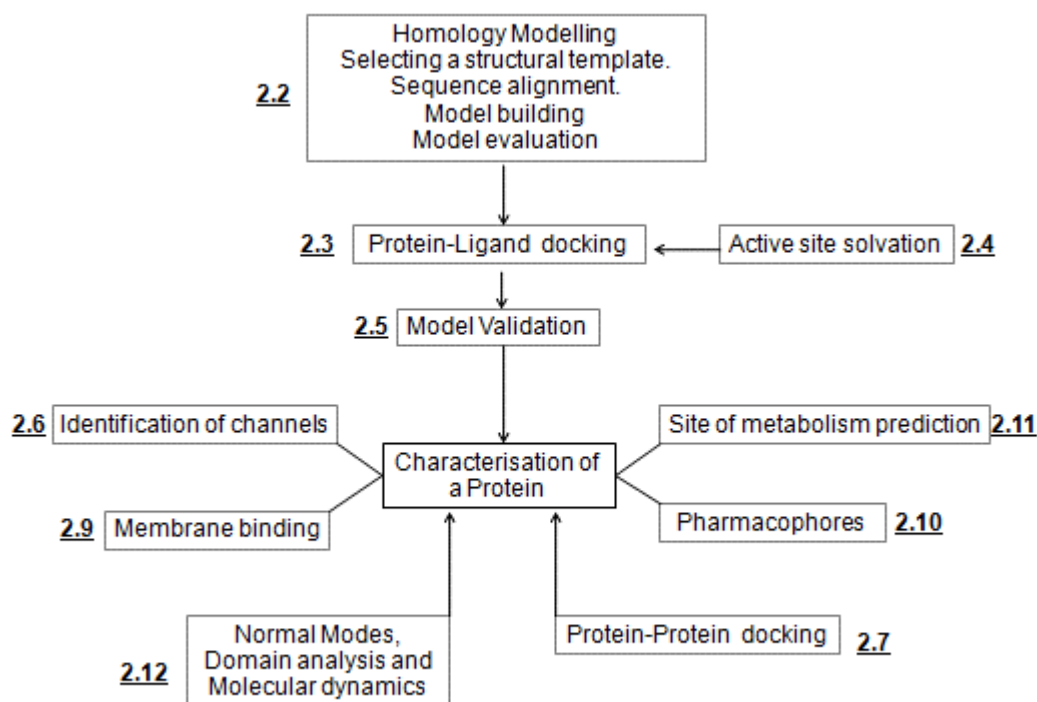 Homology Modelling
Selecting a structural template.
Sequence alignment.
2.2
Model building
Model evaluation
2.3 Protein-Ligand docking
Active site solvation 2.4
2.5 Model Validation
2.6 Identification of channels
Site of metabolism prediction 2.11
Characterisation of
a Protein
2.9 Membrane binding
Pharmacophores 2.10
Normal Modes,
Domain analysis and
Molecular dynamics
2.12
Protein-Protein docking 2.7